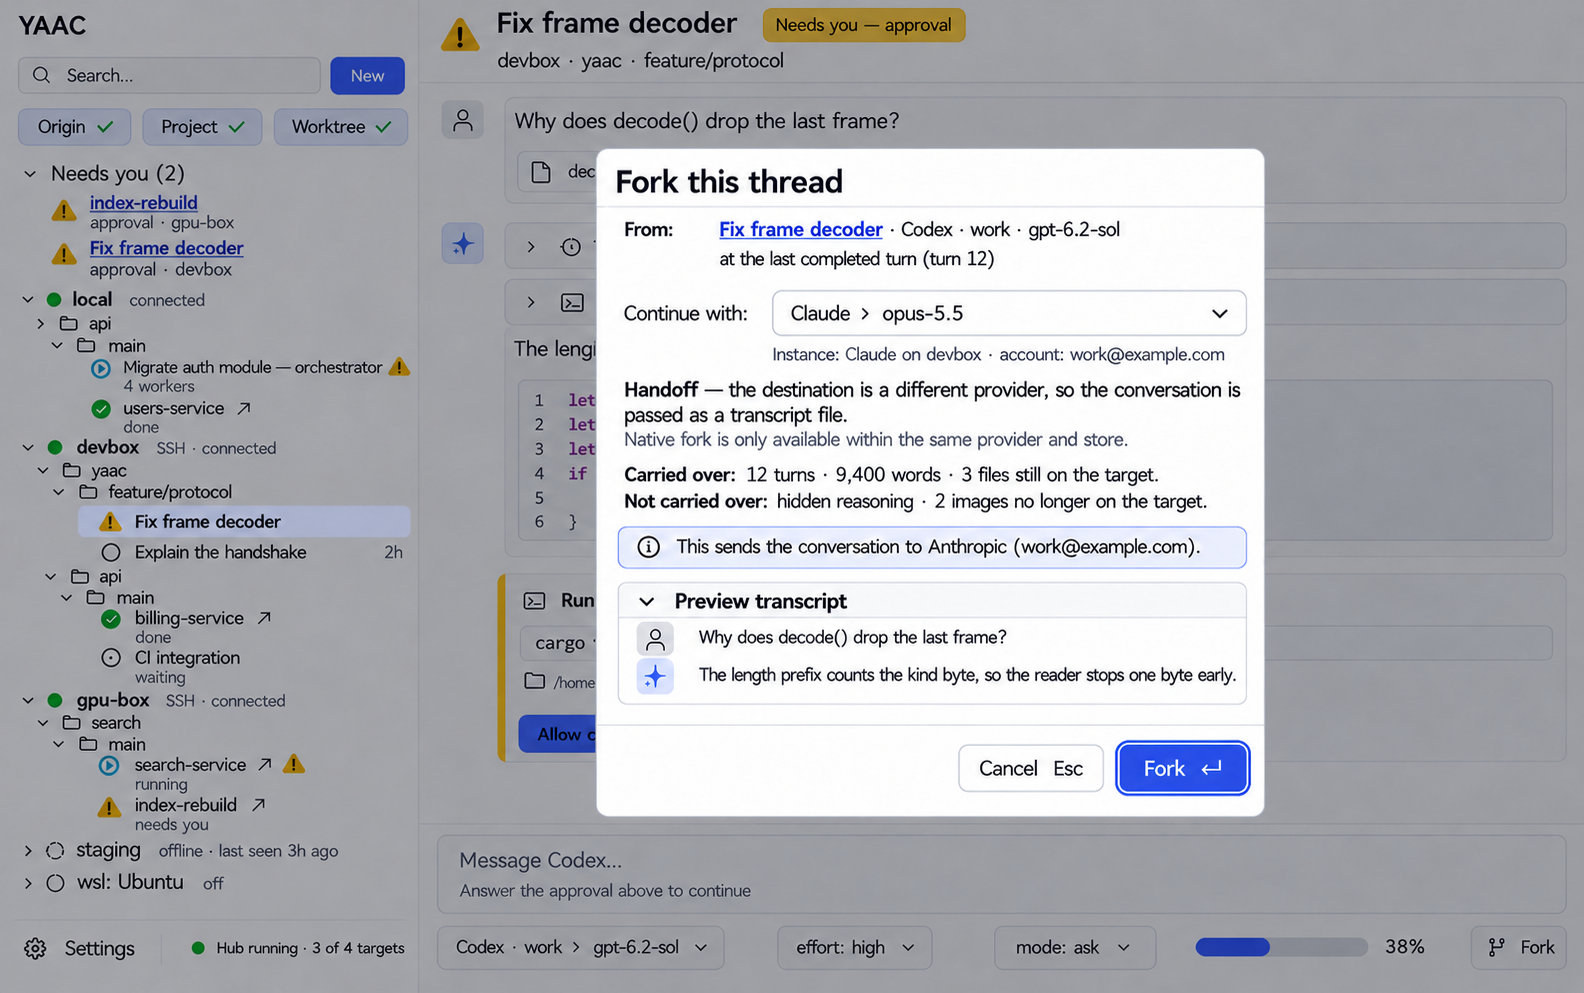 YAAC
Search...
New
Origin
Project
Worktree
Needs you (2)
index-rebuild
approval · gpu-box
Fix frame decoder
approval · devbox
local connected
api
main
Migrate auth module — orchestrator
4 workers
users-service
done
devbox SSH · connected
yaac
feature/protocol
Fix frame decoder
Explain the handshake 2h
api
main
billing-service
done
CI integration
waiting
gpu-box SSH · connected
search
main
search-service
running
index-rebuild
needs you
staging offline · last seen 3h ago
wsl: Ubuntu off
Settings
Hub running · 3 of 4 targets
Fix frame decoder
Needs you — approval
devbox · yaac · feature/protocol
Why does decode() drop the last frame?
dec
The lengi
1 let
2 let
3 let
4 if
5
6 }
Run
cargo
/home
Allow c
Fork this thread
From: Fix frame decoder · Codex · work · gpt-6.2-sol
at the last completed turn (turn 12)
Continue with: Claude > opus-5.5
Instance: Claude on devbox · account: work@example.com
Handoff — the destination is a different provider, so the conversation is
passed as a transcript file.
Native fork is only available within the same provider and store.
Carried over: 12 turns · 9,400 words · 3 files still on the target.
Not carried over: hidden reasoning · 2 images no longer on the target.
This sends the conversation to Anthropic (work@example.com).
Preview transcript
Why does decode() drop the last frame?
The length prefix counts the kind byte, so the reader stops one byte early.
Cancel Esc
Fork
Message Codex...
Answer the approval above to continue
Codex · work > gpt-6.2-sol
effort: high
mode: ask
38%
Fork